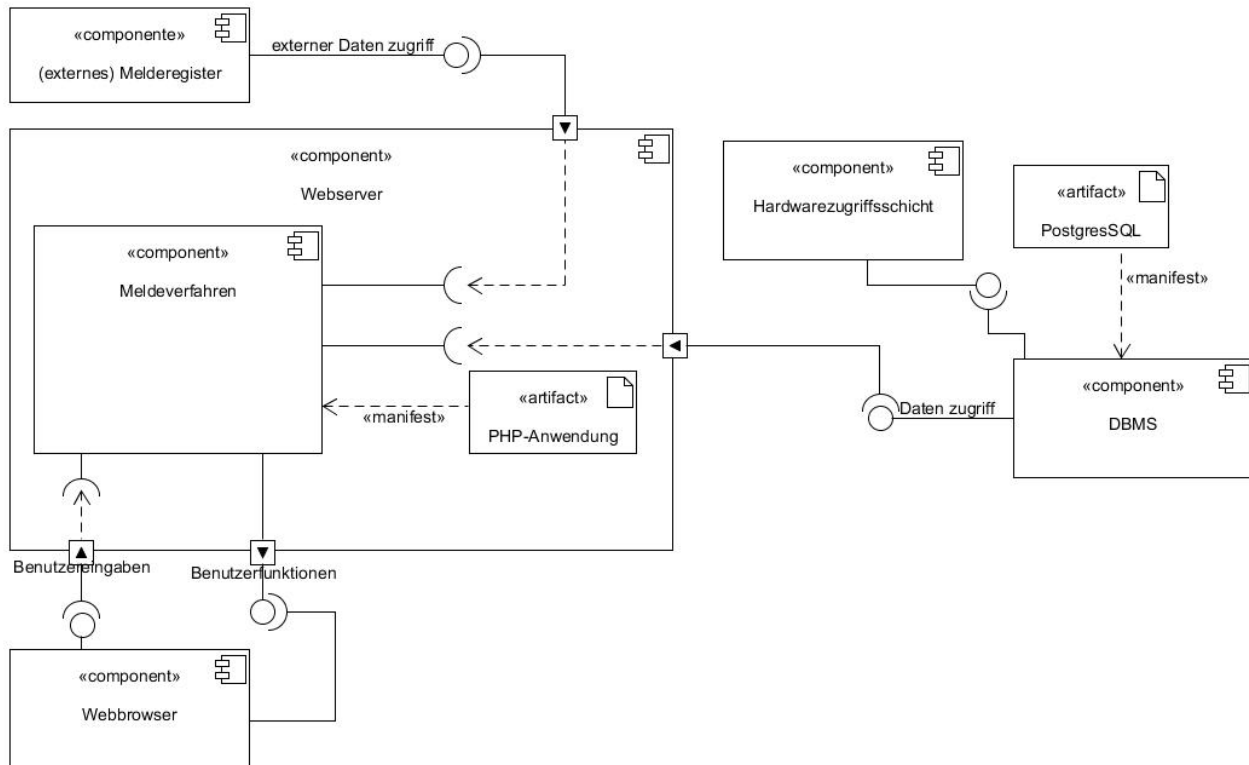 «componente»
(externes) Melderegister
externer Daten zugriff
«component»
Webserver
«component»
Meldeverfahren
«manifest»
«artifact»
PHP-Anwendung
«component»
Hardwarezugriffsschicht
«artifact»
PostgresSQL
«manifest»
Daten zugriff
«component»
DBMS
Benutzereingaben
Benutzerfunktionen
«component»
Webbrowser